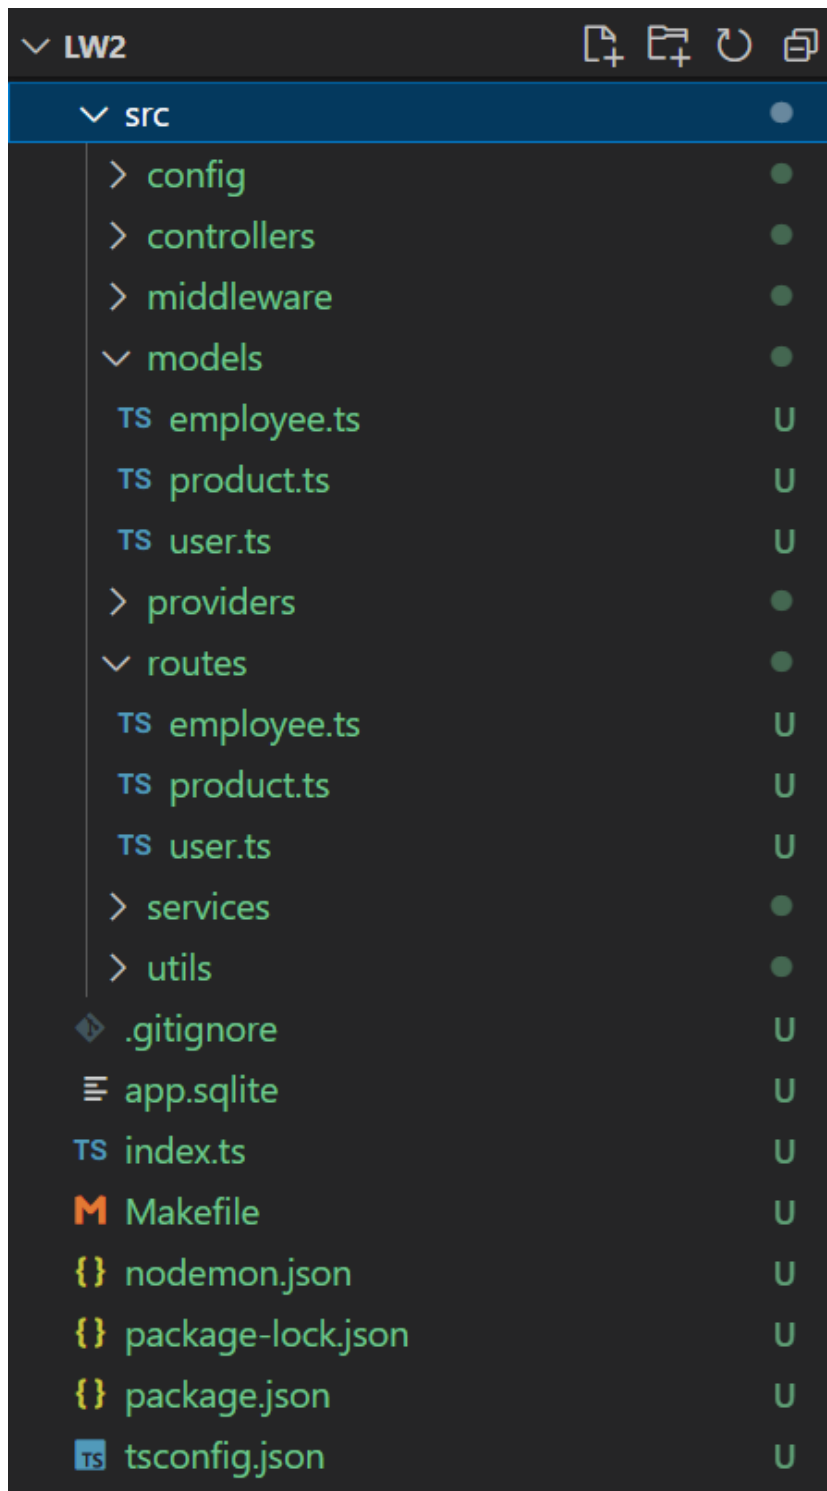 LW2
src
config
controllers
middleware
models
TS employee.ts U
TS product.ts U
TS user.ts U
providers
routes
TS employee.ts U
TS product.ts U
TS user.ts U
services
utils
.gitignore U
app.sqlite U
TS index.ts U
M Makefile U
{} nodemon.json U
{} package-lock.json U
{} package.json U
TS tsconfig.json U